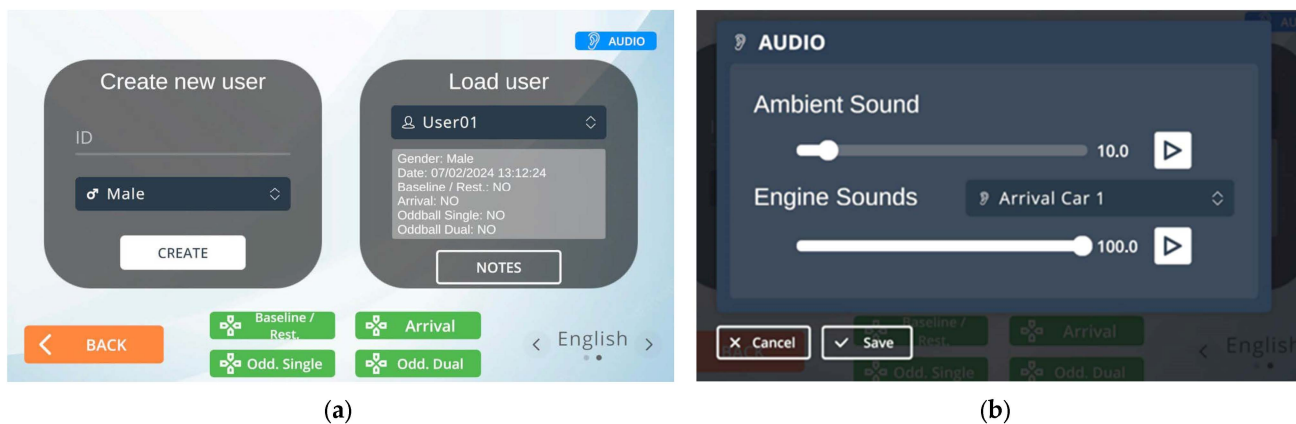 AUDIO
Create new user
ID
Male
CREATE
Load user
User01
Gender: Male
Date: 07/02/2024 13:12:24
Baseline / Rest.: NO
Arrival: NO
Oddball Single: NO
Oddball Dual: NO
NOTES
BACK
Baseline /
Rest.
Arrival
Odd. Single
Odd. Dual
English
(a)
AUDIO
AUDIO
Ambient Sound
10.0
Engine Sounds
Arrival Car 1
100.0
Cancel
Save
BACK
Baseline /
Rest.
Arrival
Odd. Single
Odd. Dual
English
(b)